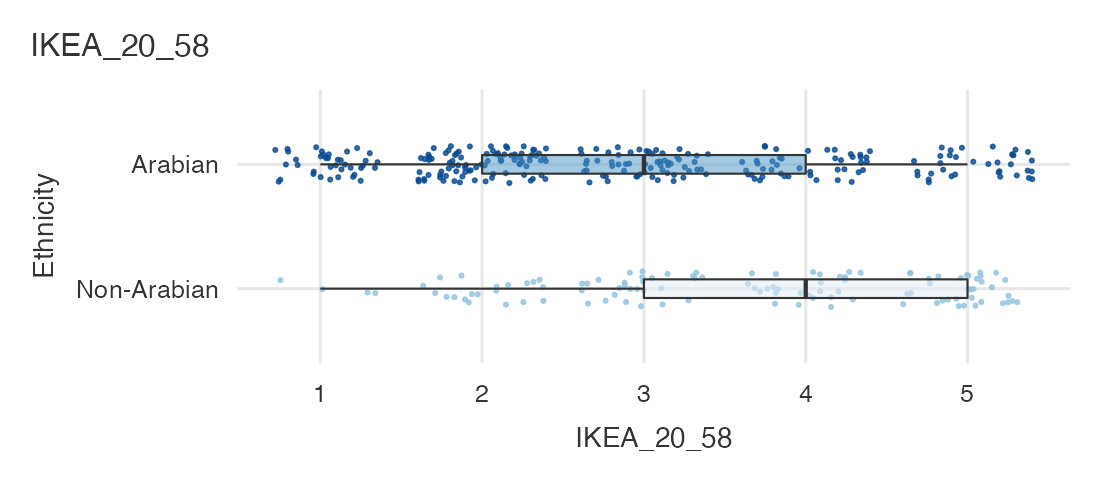 IKEA_20_58
Ethnicity
Arabian
Non-Arabian
1 2 3 4 5
IKEA_20_58